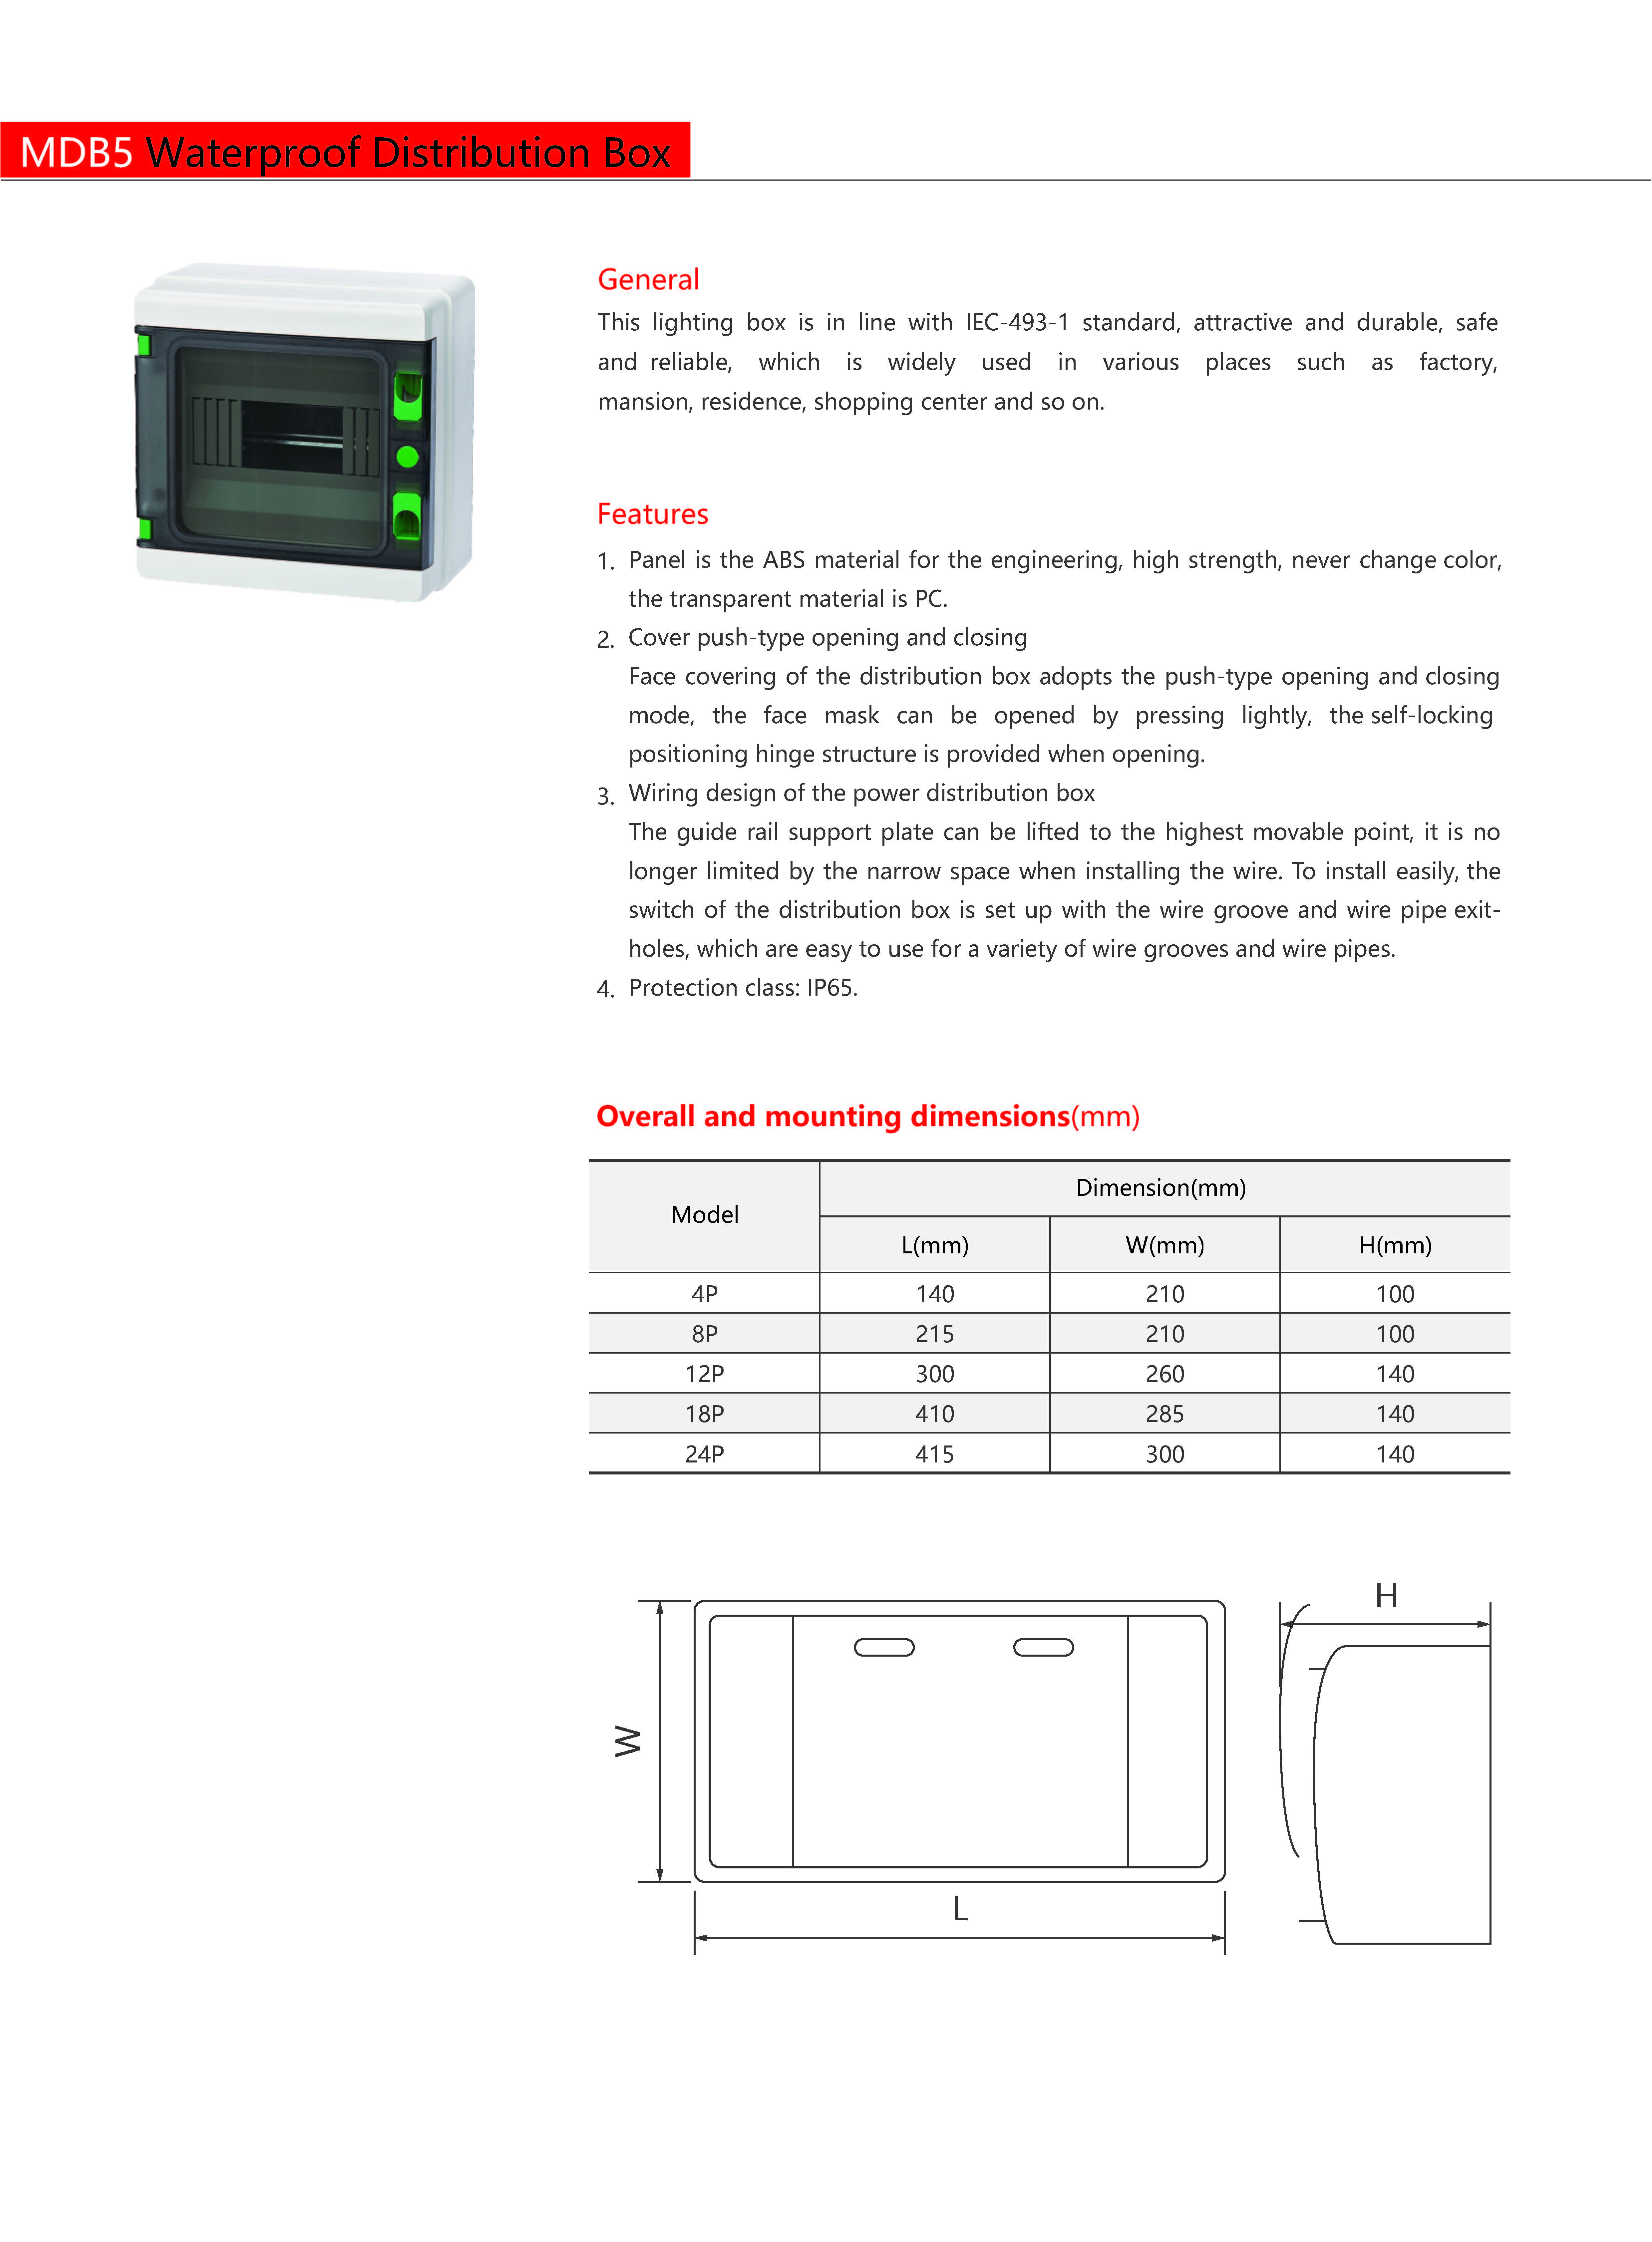 MDB5 Waterproof Distribution Box
General
This lighting box is in line with IEC-493-1 standard, attractive and durable, safe
and reliable, which is widely used in various places such as factory,
mansion, residence, shopping center and so on.
Features
1. Panel is the ABS material for the engineering, high strength, never change color,
the transparent material is PC.
2. Cover push-type opening and closing
Face covering of the distribution box adopts the push-type opening and closing
mode, the face mask can be opened by pressing lightly, the self-locking
positioning hinge structure is provided when opening.
3. Wiring design of the power distribution box
The guide rail support plate can be lifted to the highest movable point, it is no
longer limited by the narrow space when installing the wire. To install easily, the
switch of the distribution box is set up with the wire groove and wire pipe exit-
holes, which are easy to use for a variety of wire grooves and wire pipes.
4. Protection class: IP65.
Overall and mounting dimensions(mm)
Model Dimension(mm)
L(mm) W(mm) H(mm)
4P 140 210 100
8P 215 210 100
12P 300 260 140
18P 410 285 140
24P 415 300 140
H
W
L